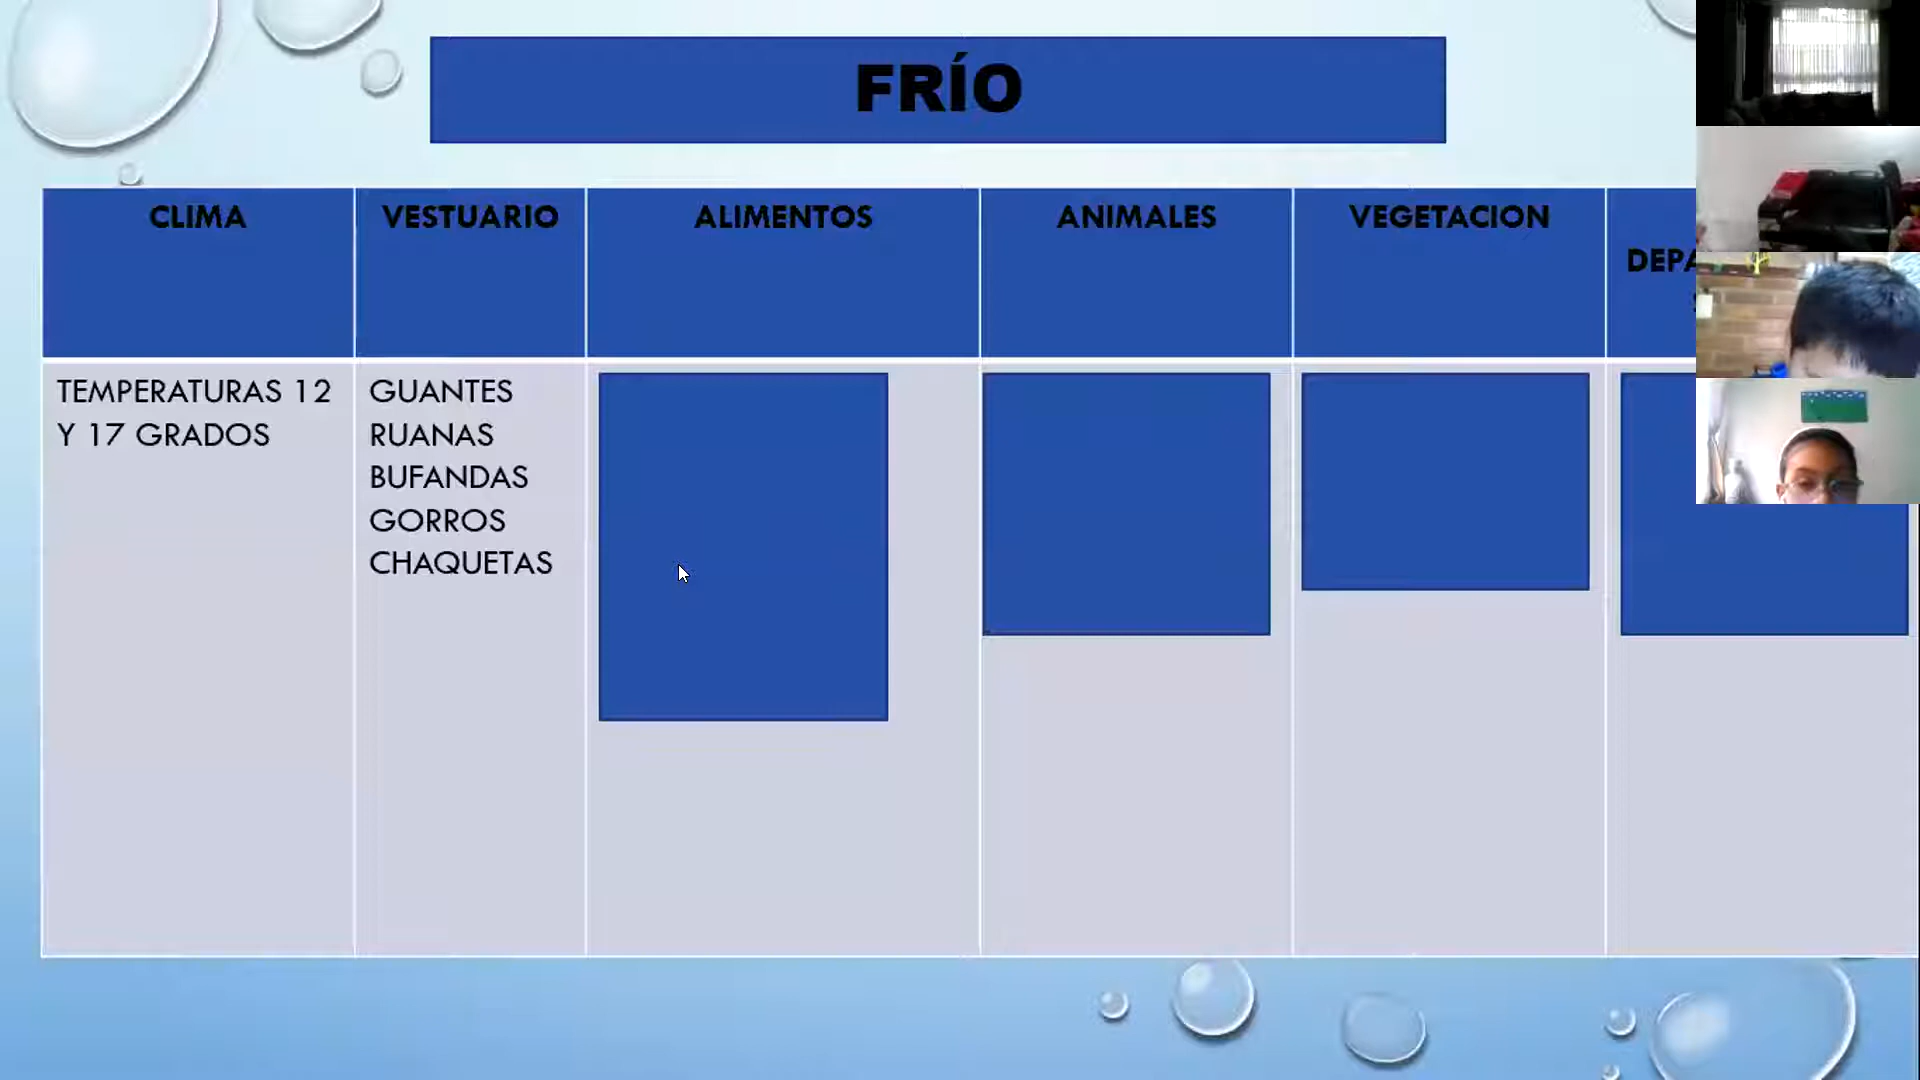 FRÍO
CLIMA
VESTUARIO
ALIMENTOS
ANIMALES
VEGETACION
TEMPERATURAS 12
Y 17 GRADOS
GUANTES
RUANAS
BUFANDAS
GORROS
CHAQUETAS